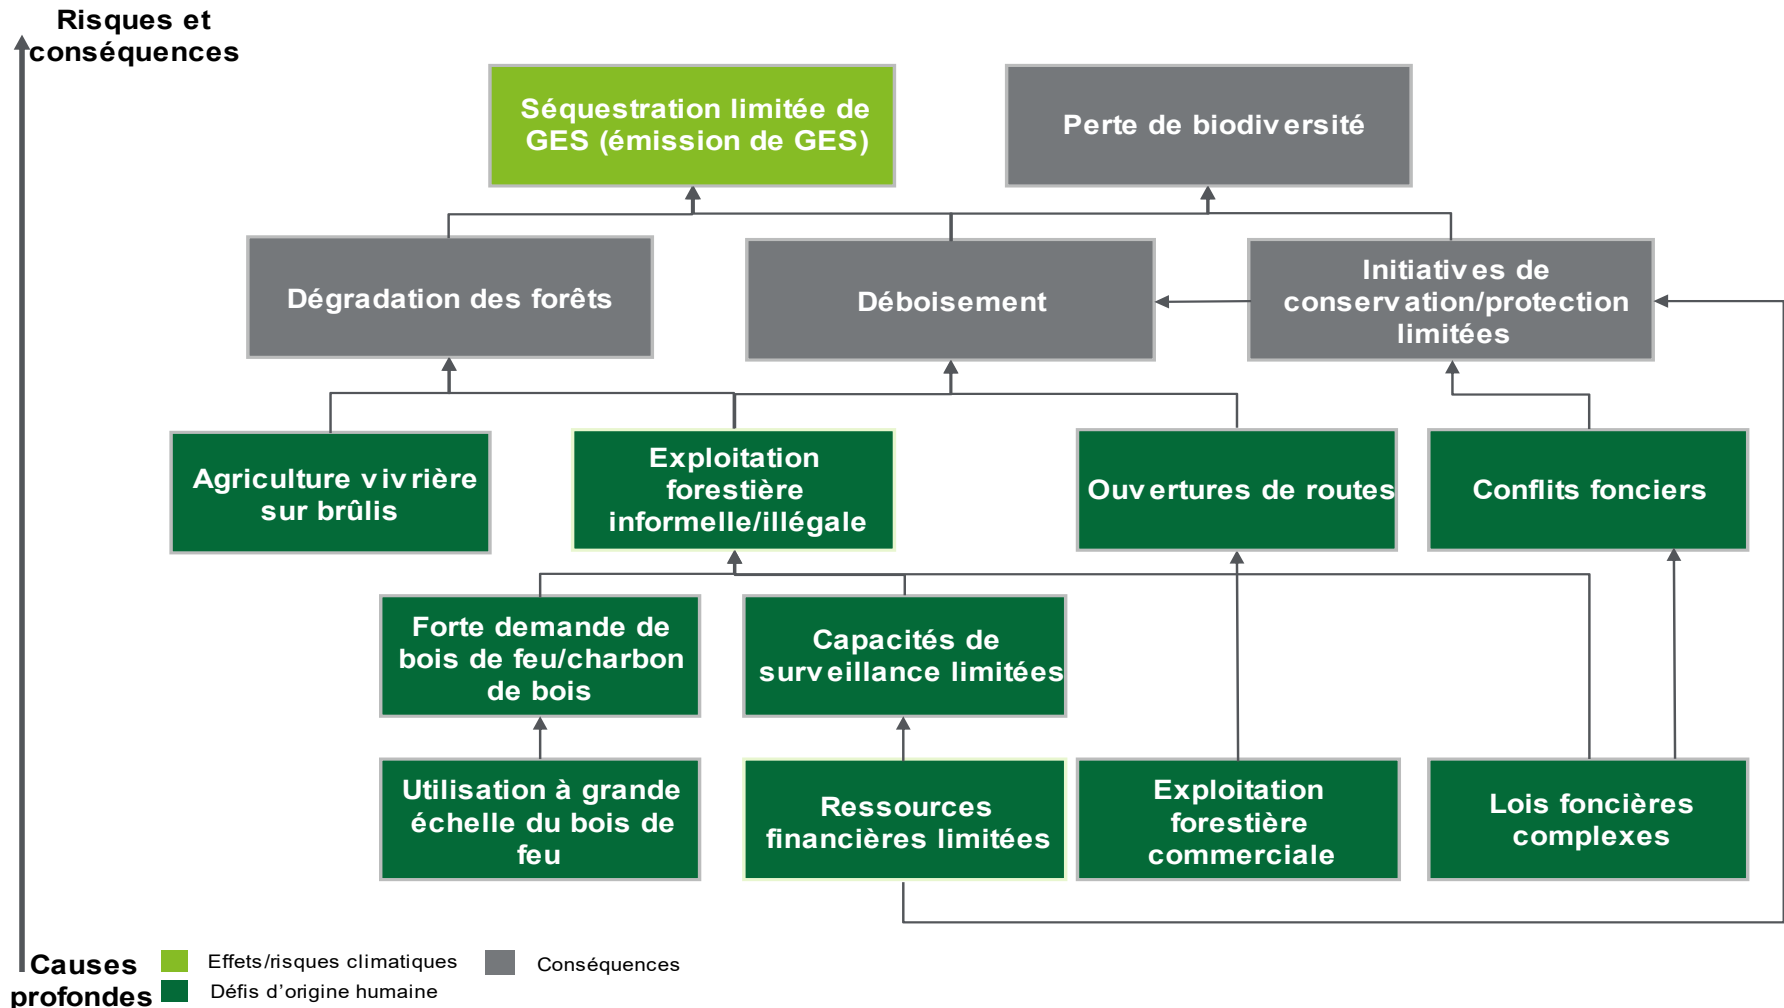 Risques et
conséquences
Séquestration limitée de
GES (émission de GES)
Perte de biodiversité
Dégradation des forêts
Déboisement
Initiatives de
conservation/protection
limitées
Agriculture vivrière
sur brûlis
Exploitation
forestière
informelle/illégale
Ouvertures de routes
Conflits fonciers
Forte demande de
bois de feu/charbon
de bois
Capacités de
surveillance limitées
Utilisation à grande
échelle du bois de
feu
Ressources
financières limitées
Exploitation
forestière
commerciale
Lois foncières
complexes
Causes
profondes
Effets/risques climatiques
Conséquences
Défis d’origine humaine